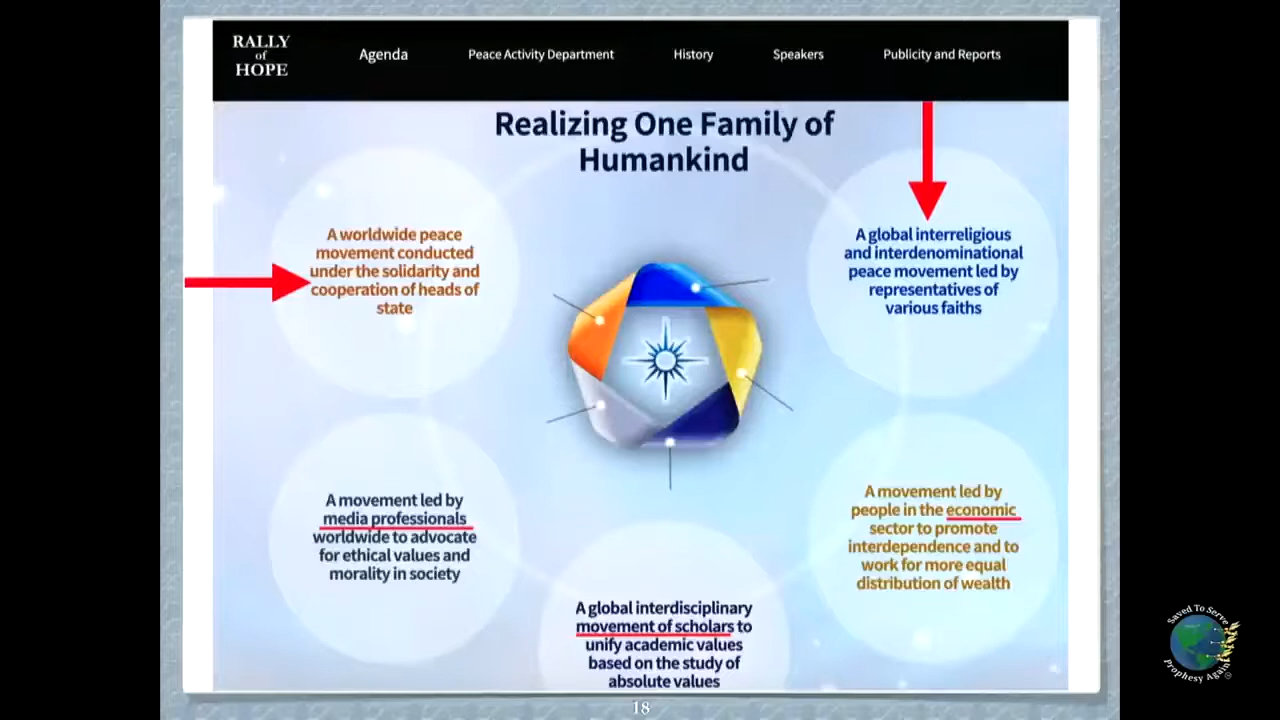 RALLY
of
HOPE
Agenda
Peace Activity Department
History
Speakers
Publicity and Reports
Realizing One Family of
Humankind
A worldwide peace
movement conducted
under the solidarity and
cooperation of heads of
state
A global interreligious
and interdenominational
peace movement led by
representatives of
various faiths
A movement led by
media professionals
worldwide to advocate
for ethical values and
morality in society
A movement led by
people in the economic
sector to promote
interdependence and to
work for more equal
distribution of wealth
A global interdisciplinary
movement of scholars to
unify academic values
based on the study of
absolute values
18
Saved To Serve
Prophesy Again